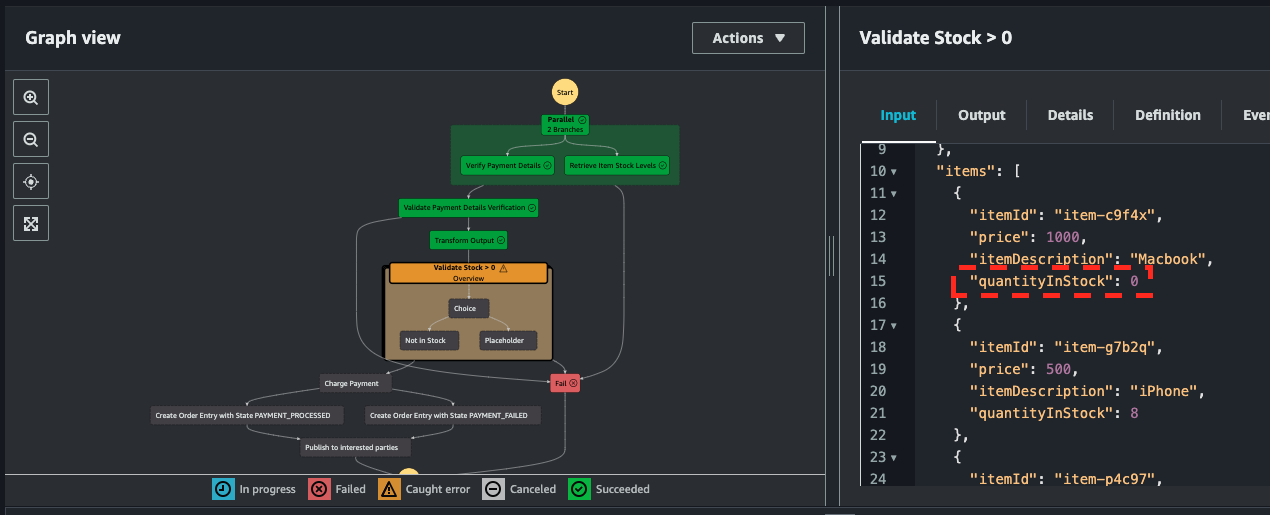 Graph view
Actions
Start
Parallel
2 Branches
Verify Payment Details
Retrieve Item Stock Levels
Validate Payment Details Verification
Transform Output
Validate Stock > 0
Overview
Choice
Not in Stock
Placeholder
Charge Payment
Fail
Create Order Entry with State PAYMENT_PROCESSED
Create Order Entry with State PAYMENT_FAILED
Publish to interested parties
In progress
Failed
Caught error
Canceled
Succeeded
Validate Stock > 0
Input
Output
Details
Definition
Even
9 },
10 "items": [
11 {
12 "itemId": "item-c9f4x",
13 "price": 1000,
14 "itemDescription": "Macbook",
15 "quantityInStock": 0
16 },
17 {
18 "itemId": "item-g7b2q",
19 "price": 500,
20 "itemDescription": "iPhone",
21 "quantityInStock": 8
22 },
23 {
24 "itemId": "item-p4c97",